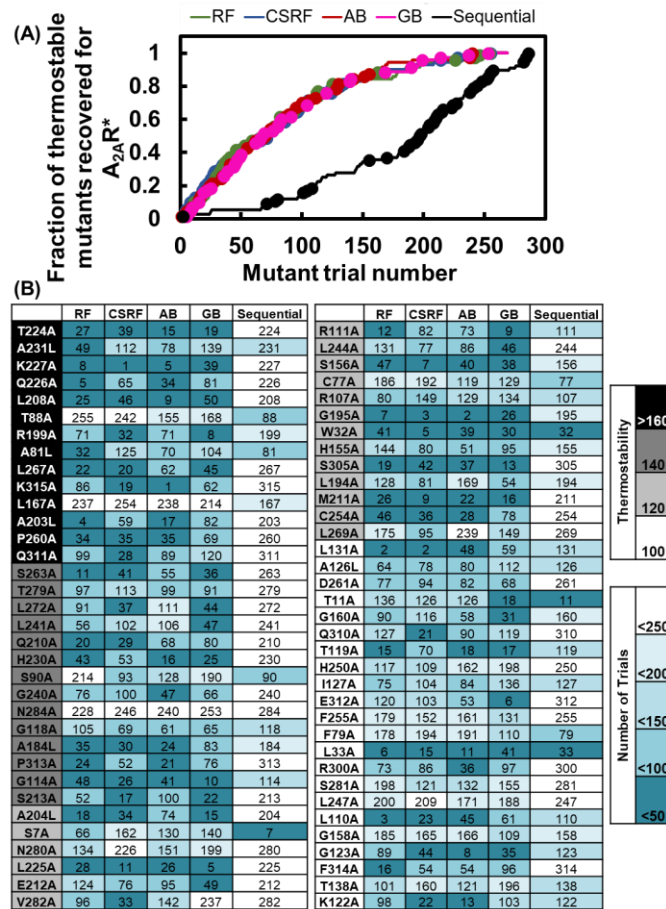 RF CSRF AB GB Sequential
(A)
Fraction of thermostable
mutants recovered for
A2AR*
1
0.8
0.6
0.4
0.2
0
0 50 100 150 200 250 300
Mutant trial number
(B)
RF CSRF AB GB Sequential
T224A 27 39 15 19 224
A231L 49 112 78 139 231
K227A 8 1 5 39 227
Q226A 5 65 34 81 226
L208A 25 46 9 50 208
T88A 255 242 155 168 88
R199A 71 32 71 8 199
A81L 32 125 70 104 81
L267A 22 20 62 45 267
K315A 86 19 1 62 315
L167A 237 254 238 214 167
A203L 4 59 17 82 203
P260A 34 35 35 69 260
Q311A 99 28 89 120 311
S263A 11 41 55 36 263
T279A 97 113 99 91 279
L272A 91 37 111 44 272
L241A 56 102 106 47 241
Q210A 20 29 68 80 210
H230A 43 53 16 25 230
S90A 214 93 128 190 90
G240A 76 100 47 66 240
N284A 228 246 240 253 284
G118A 105 69 61 65 118
A184L 35 30 24 83 184
P313A 24 52 21 76 313
G114A 48 26 41 10 114
S213A 52 17 100 22 213
A204L 18 34 74 15 204
S7A 66 162 130 140 7
N280A 134 226 151 199 280
L225A 28 11 26 5 225
E212A 124 76 95 49 212
V282A 96 33 142 237 282
RF CSRF AB GB Sequential
R111A 12 82 73 9 111
L244A 131 77 86 46 244
S156A 47 7 40 38 156
C77A 186 192 119 129 77
R107A 80 149 129 134 107
G195A 7 3 2 26 195
W32A 41 5 39 30 32
H155A 144 80 51 95 155
S305A 19 42 37 13 305
L194A 128 81 169 54 194
M211A 26 9 22 16 211
C254A 46 36 28 78 254
L269A 175 95 239 149 269
L131A 2 2 48 59 131
A126L 64 78 80 112 126
D261A 77 94 82 68 261
T11A 136 126 126 18 11
G160A 90 116 58 31 160
Q310A 127 21 90 119 310
T119A 15 70 18 17 119
H250A 117 109 162 198 250
I127A 75 104 84 136 127
E312A 120 103 53 6 312
F255A 179 152 161 131 255
F79A 178 194 191 110 79
L33A 6 15 11 41 33
R300A 73 86 36 97 300
S281A 198 121 132 155 281
L247A 200 209 171 188 247
L110A 3 23 45 61 110
G158A 185 165 166 109 158
G123A 89 44 8 35 123
F314A 16 54 54 96 314
T138A 101 160 121 196 138
K122A 98 22 13 103 122
Thermostability
>160
140
120
100
Number of Trials
<250
<200
<150
<100
<50